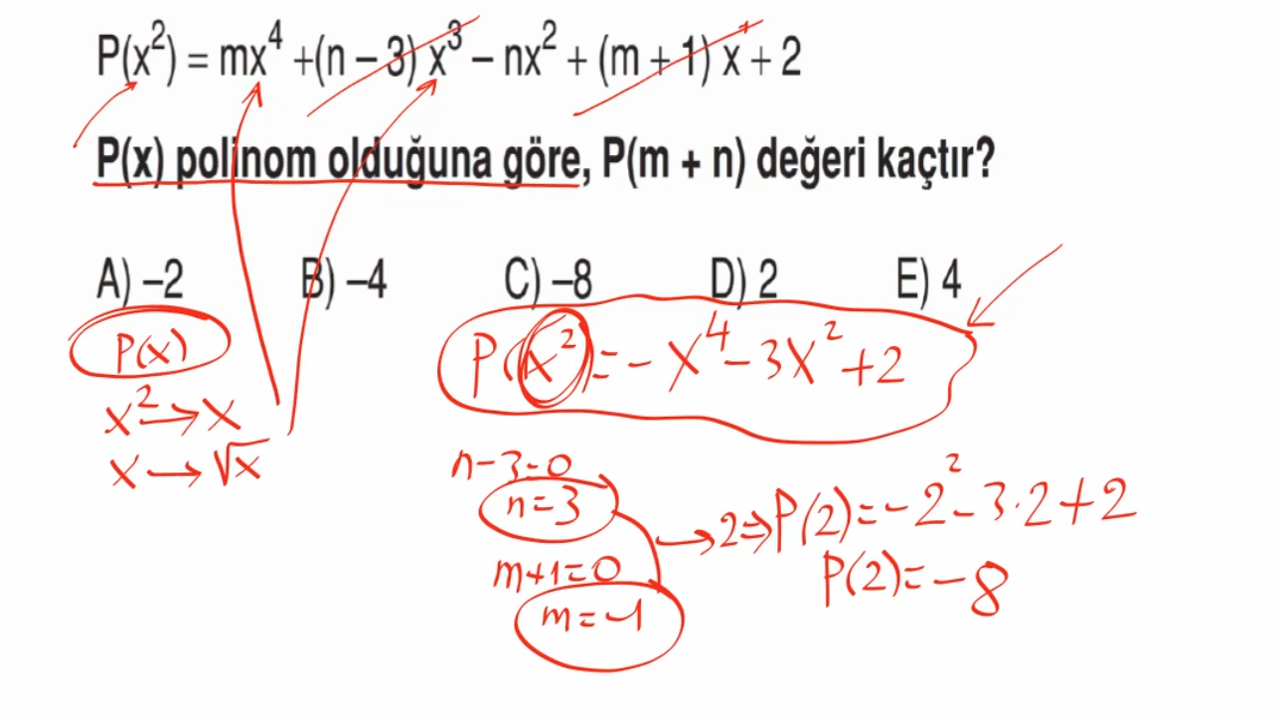 P(x²) = mx⁴ +(n – 3) x³ – nx² + (m + 1) x + 2
P(x) polinom olduğuna göre, P(m + n) değeri kaçtır?
A) –2 B) –4 C) –8 D) 2 E) 4
P(x)
x² → x
x → √x
P(x²) = - x⁴ - 3x² + 2
n - 3 = 0
n = 3
m + 1 = 0
m = -1
→ 2 ⇒ P(2) = -2² - 3·2 + 2
P(2) = -8